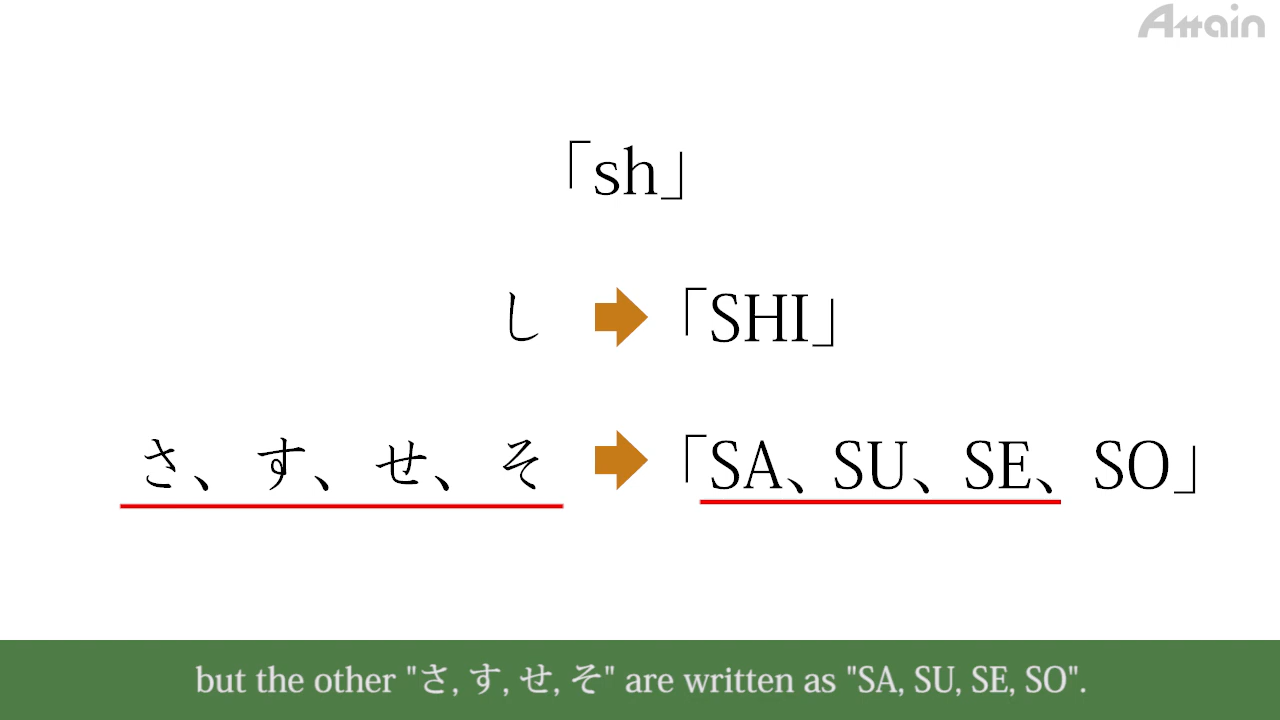 Attain
「sh」
し ➡ 「SHI」
さ、す、せ、そ ➡ 「SA、SU、SE、SO」
but the other "さ, す, せ, そ" are written as "SA, SU, SE, SO".